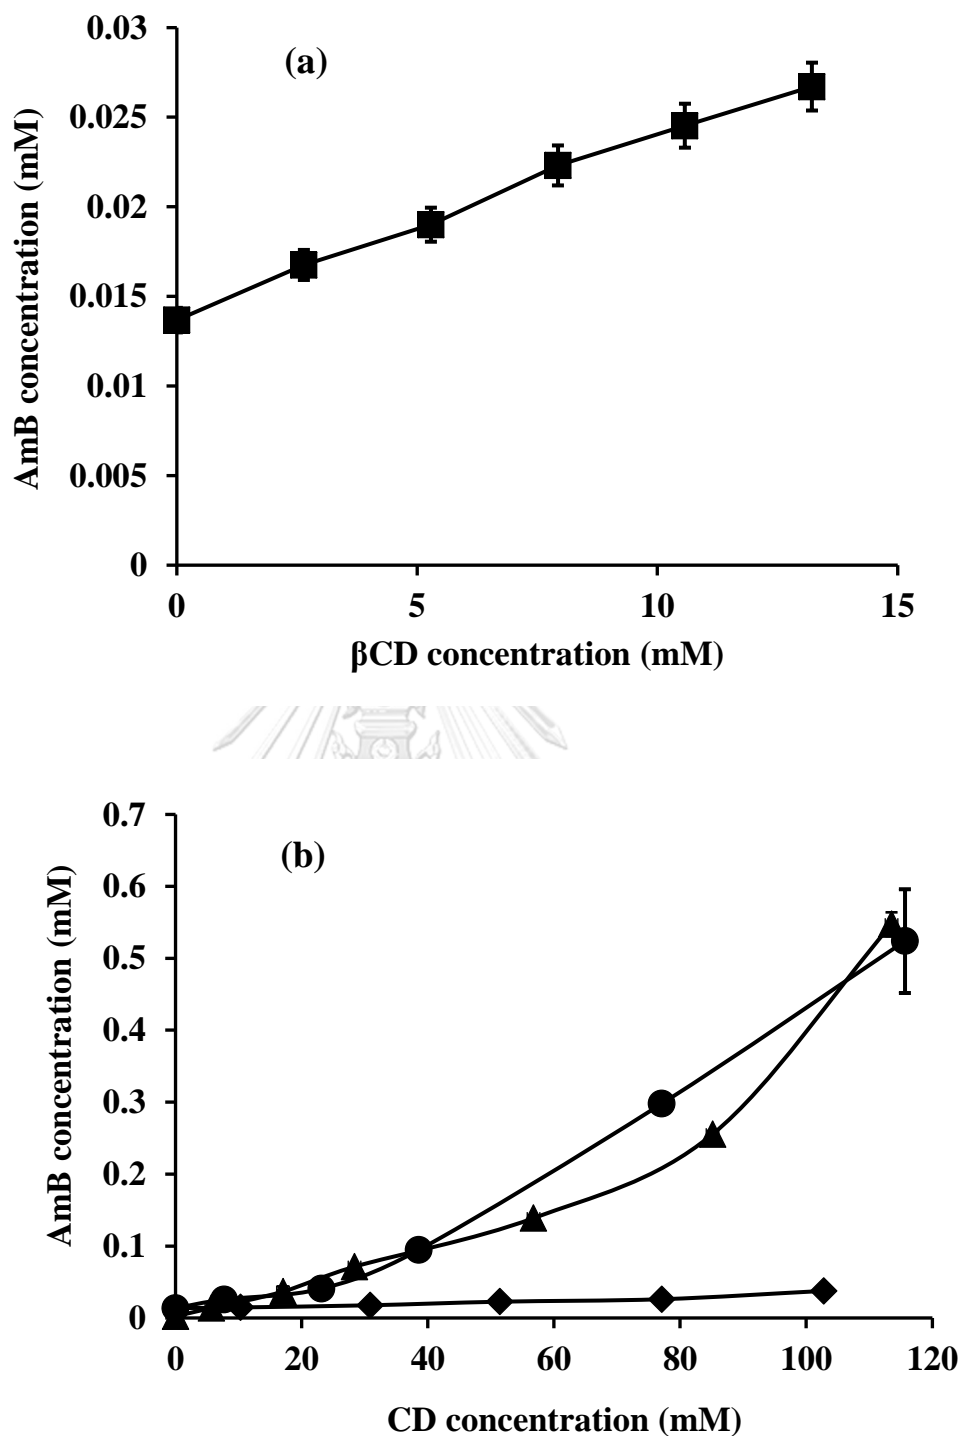 (a)
AmB concentration (mM)
0.03
0.025
0.02
0.015
0.01
0.005
0
0 5 10 15
βCD concentration (mM)
(b)
AmB concentration (mM)
0.7
0.6
0.5
0.4
0.3
0.2
0.1
0
0 20 40 60 80 100 120
CD concentration (mM)